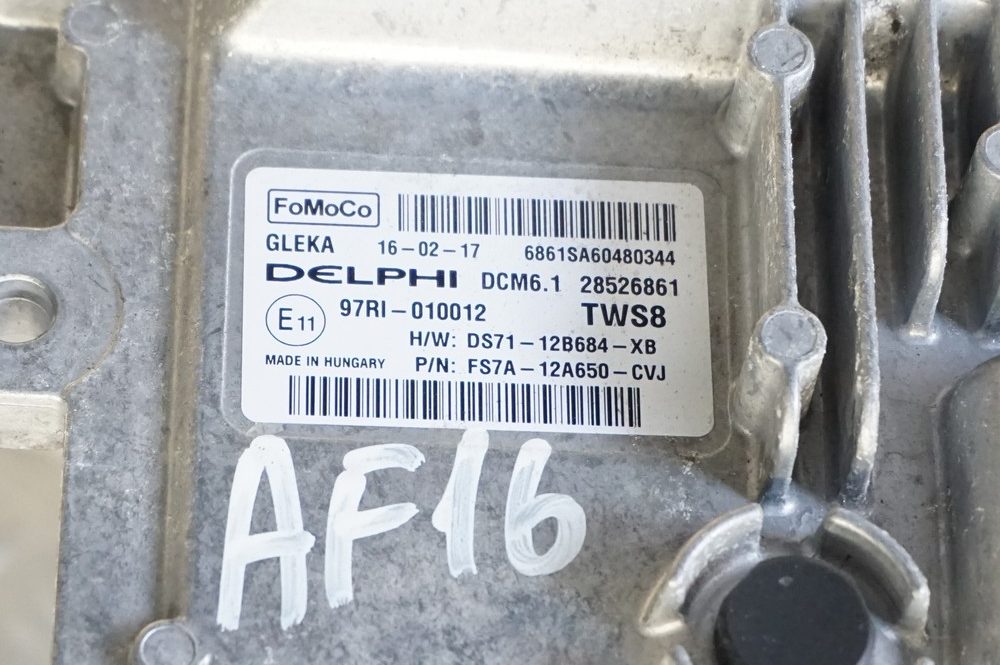 FoMoCo
GLEKA 16-02-17 6861SA60480344
DELPHI DCM6.1 28526861
E11 97RI-010012 TWS8
H/W: DS71-12B684-XB
MADE IN HUNGARY P/N: FS7A-12A650-CVJ
AF16